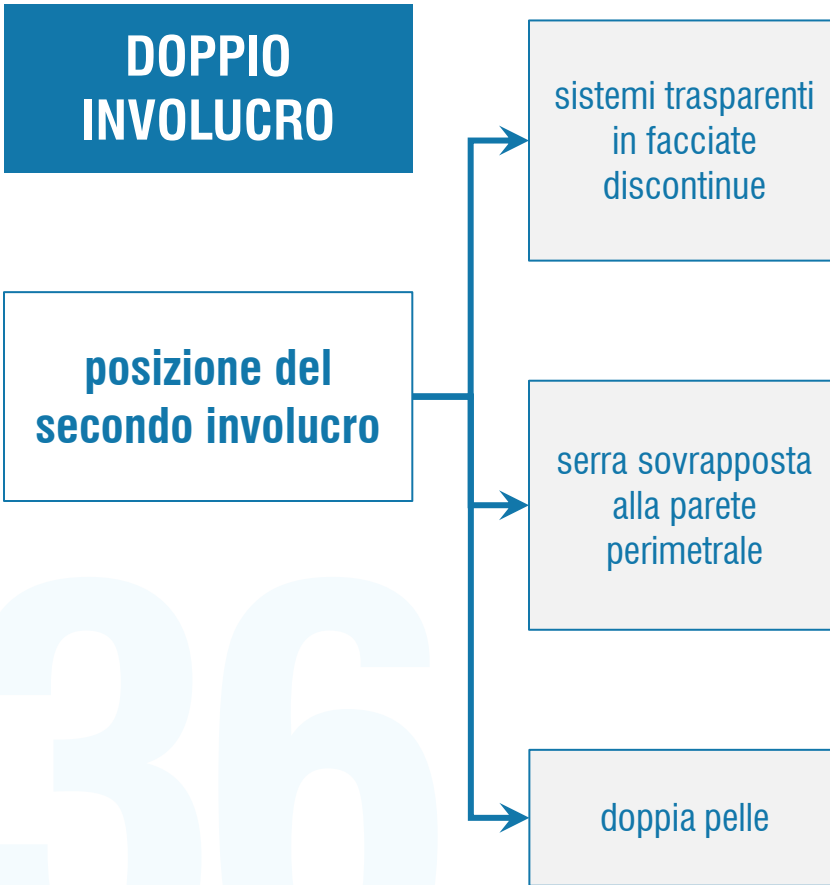 DOPPIO
INVOLUCRO
posizione del
secondo involucro
sistemi trasparenti
in facciate
discontinue
serra sovrapposta
alla parete
perimetrale
doppia pelle
36